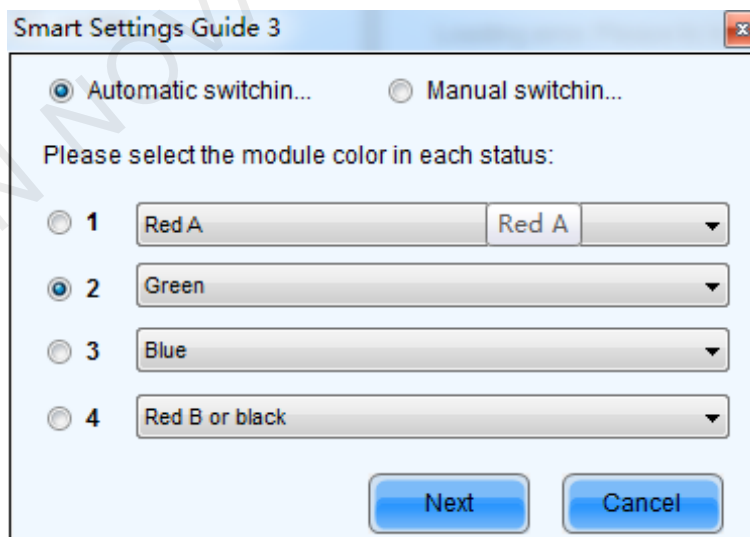 Smart Settings Guide 3
Automatic switchin... Manual switchin...
Please select the module color in each status:
1 Red A Red A
2 Green
3 Blue
4 Red B or black
Next Cancel